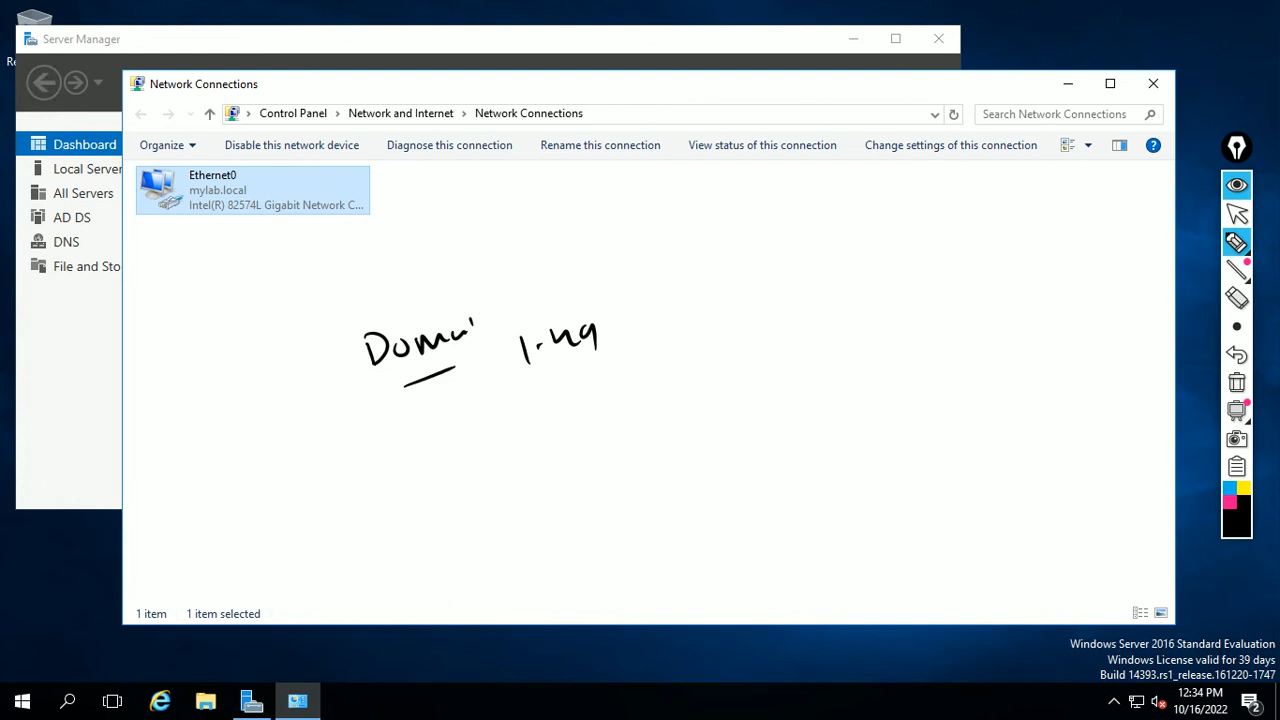 Server Manager
Network Connections
Control Panel > Network and Internet > Network Connections
Search Network Connections
Organize
Disable this network device
Diagnose this connection
Rename this connection
View status of this connection
Change settings of this connection
Dashboard
Local Server
All Servers
AD DS
DNS
File and Sto
Ethernet0
mylab.local
Intel(R) 82574L Gigabit Network C...
Domai 1.49
1 item
1 item selected
Windows Server 2016 Standard Evaluation
Windows License valid for 39 days
Build 14393.rs1_release.161220-1747
12:34 PM
10/16/2022
2